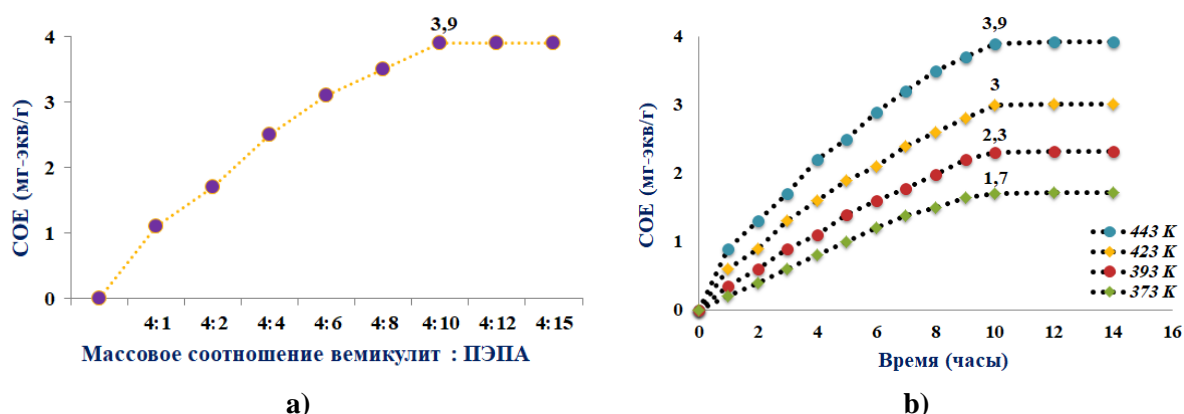 3,9
4
3
2
1
0
СОЕ (мг-экв/г)
4:1 4:2 4:4 4:6 4:8 4:10 4:12 4:15
Массовое соотношение вемикулит : ПЭПА
a)
3,9
3
2,3
1,7
4
3
2
1
0
СОЕ (мг-экв/г)
443 K
423 K
393 K
373 K
0 2 4 6 8 10 12 14 16
Время (часы)
b)